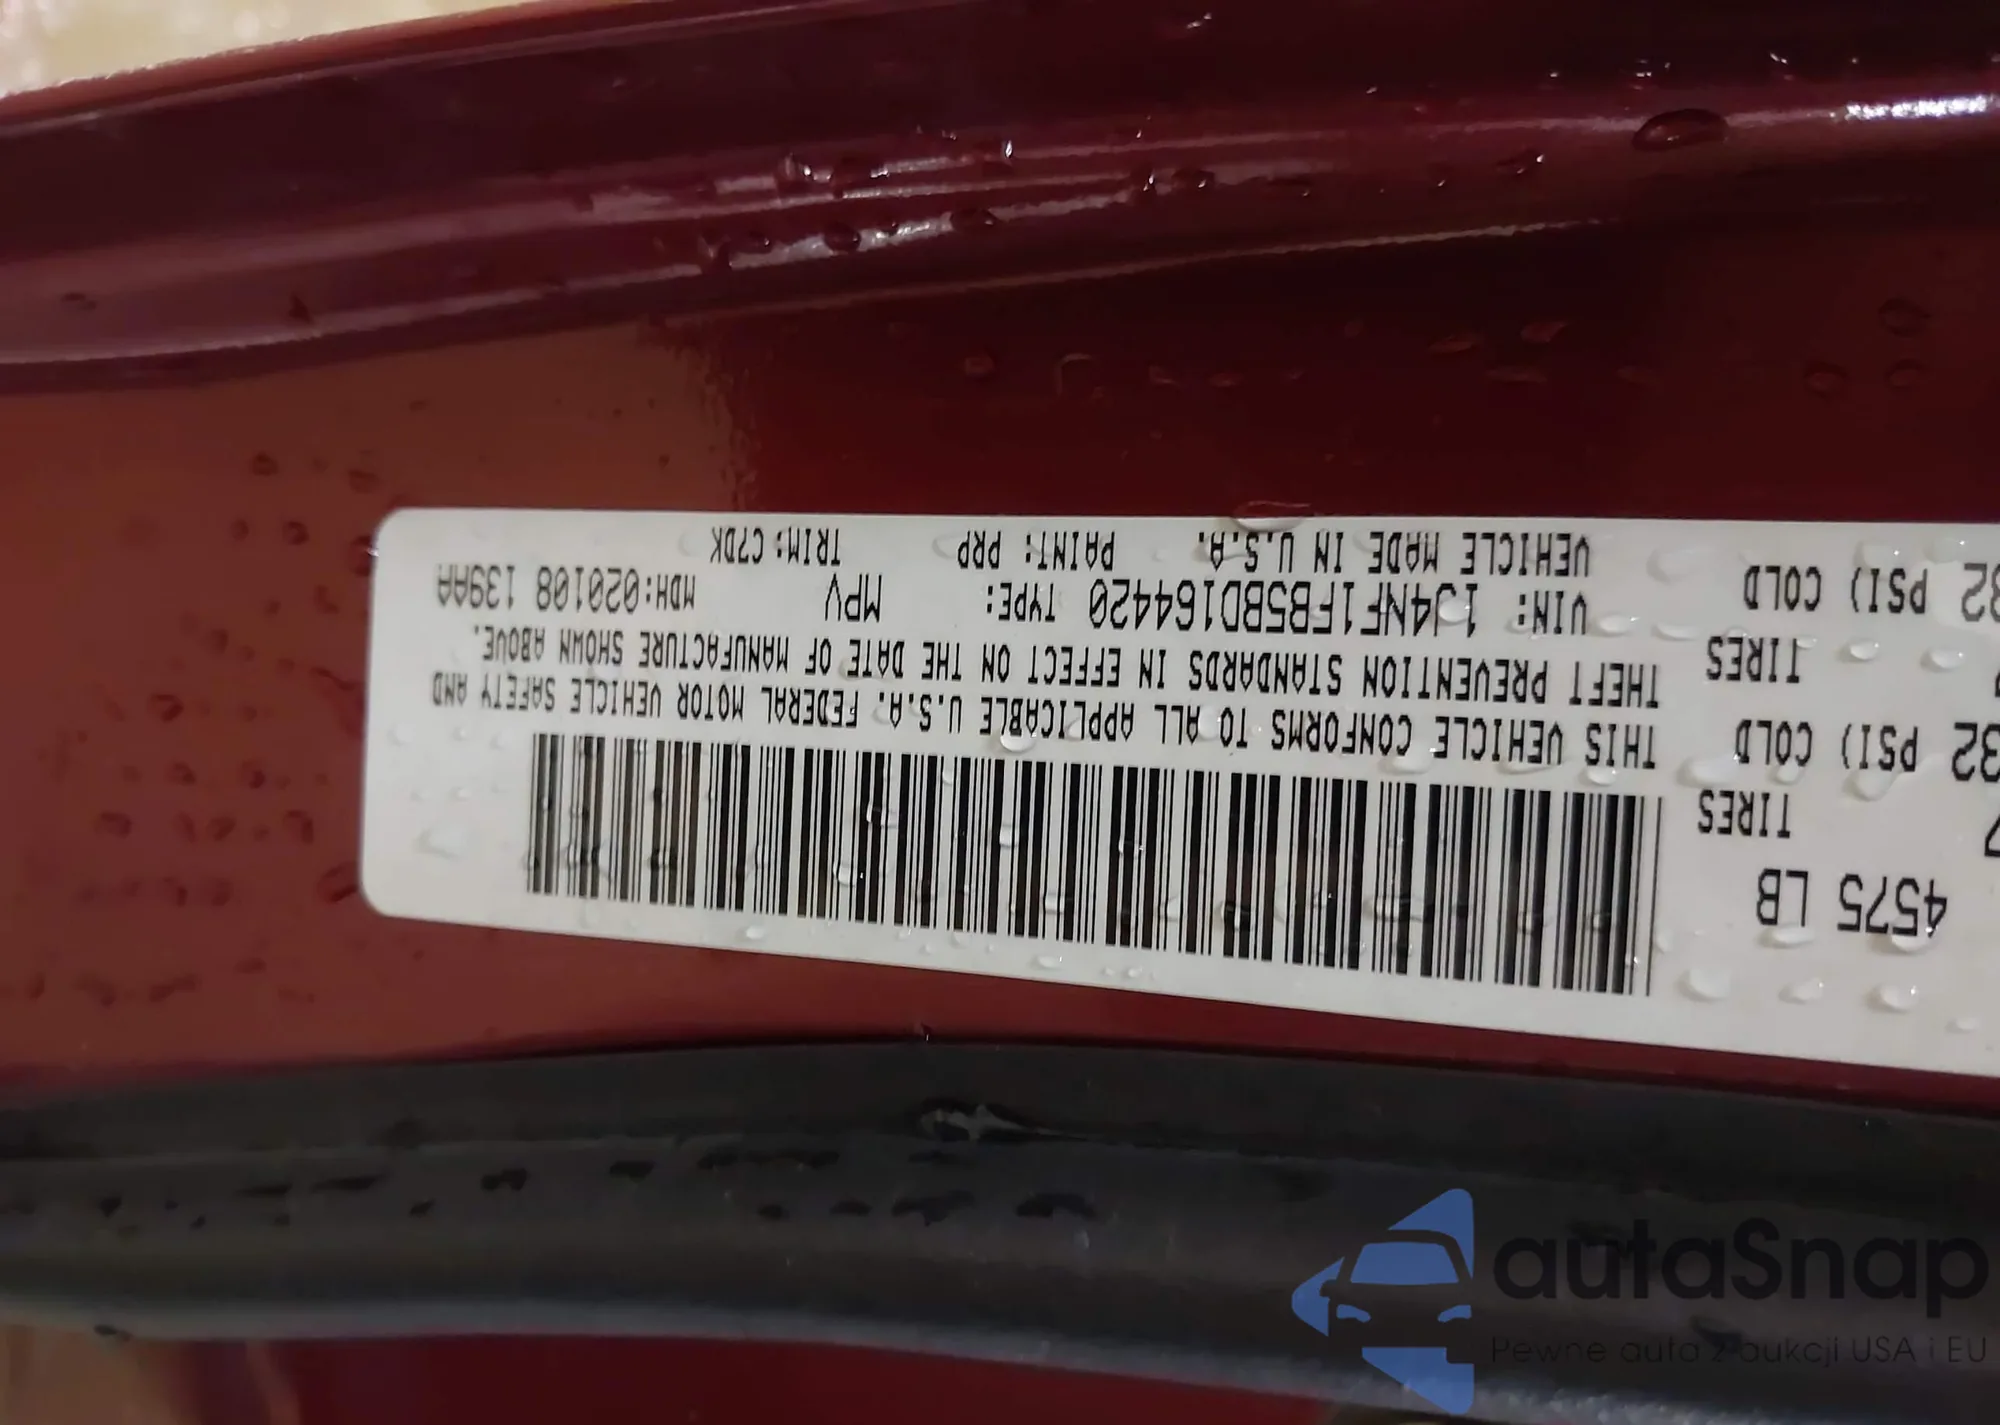 4575 LB
TIRES
32 PSI) COLD
TIRES
32 PSI) COLD
THIS VEHICLE CONFORMS TO ALL APPLICABLE U.S.A. FEDERAL MOTOR VEHICLE SAFETY AND
THEFT PREVENTION STANDARDS IN EFFECT ON THE DATE OF MANUFACTURE SHOWN ABOVE.
VIN: 1J4NF1FB5BD164420 TYPE: MPV MDH:020108 139AA
VEHICLE MADE IN U.S.A. PAINT: PRP TRIM: C7DK
autaSnap
Pewne auta z aukcji USA i EU